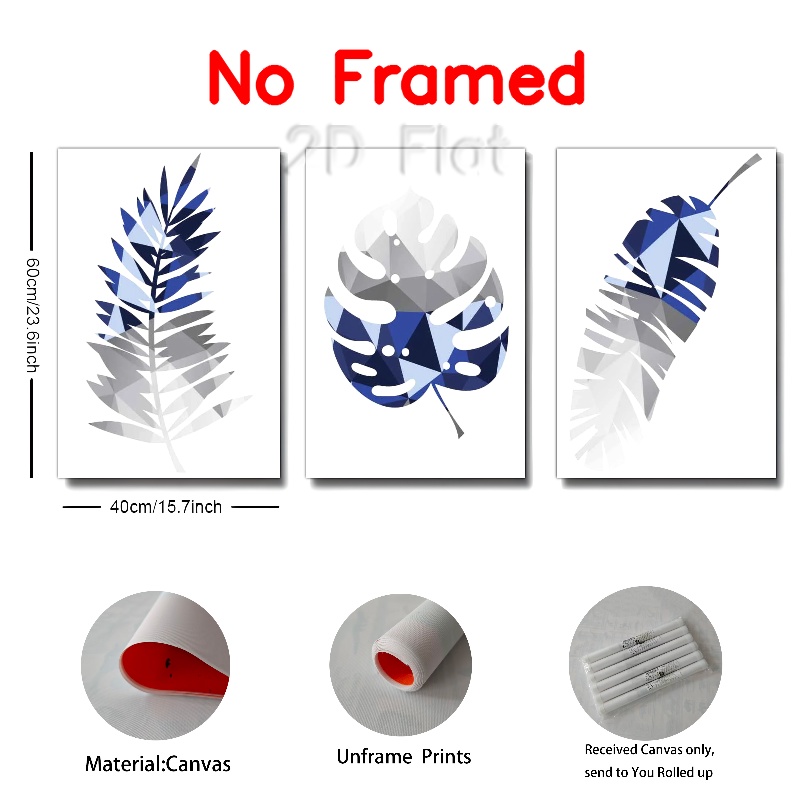 No Framed
2D Flat
60cm/23.6inch
40cm/15.7inch
Material:Canvas
Unframe Prints
Received Canvas only,
send to You Rolled up